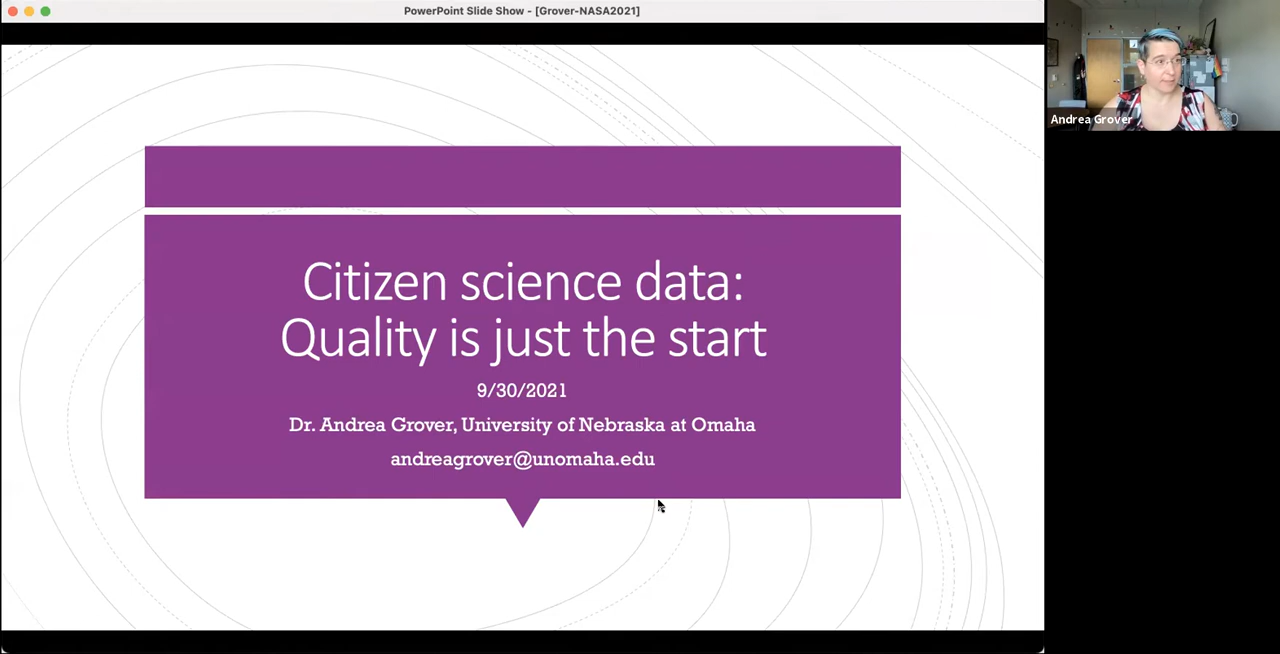 PowerPoint Slide Show - [Grover-NASA2021]
Andrea Grover
Citizen science data:
Quality is just the start
9/30/2021
Dr. Andrea Grover, University of Nebraska at Omaha
andreagrover@unomaha.edu